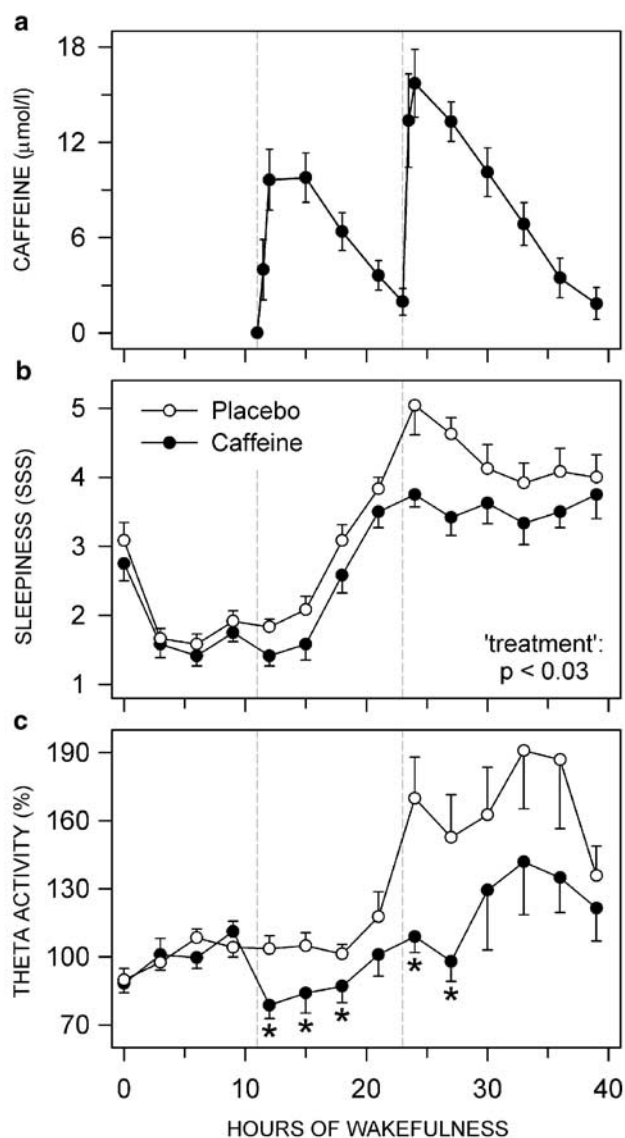 a
CAFFEINE (μmol/l)
18
12
6
0
b
SLEEPINESS (SSS)
5
4
3
2
1
Placebo
Caffeine
'treatment':
p < 0.03
c
THETA ACTIVITY (%)
190
160
130
100
70
* * *
* *
0 10 20 30 40
HOURS OF WAKEFULNESS